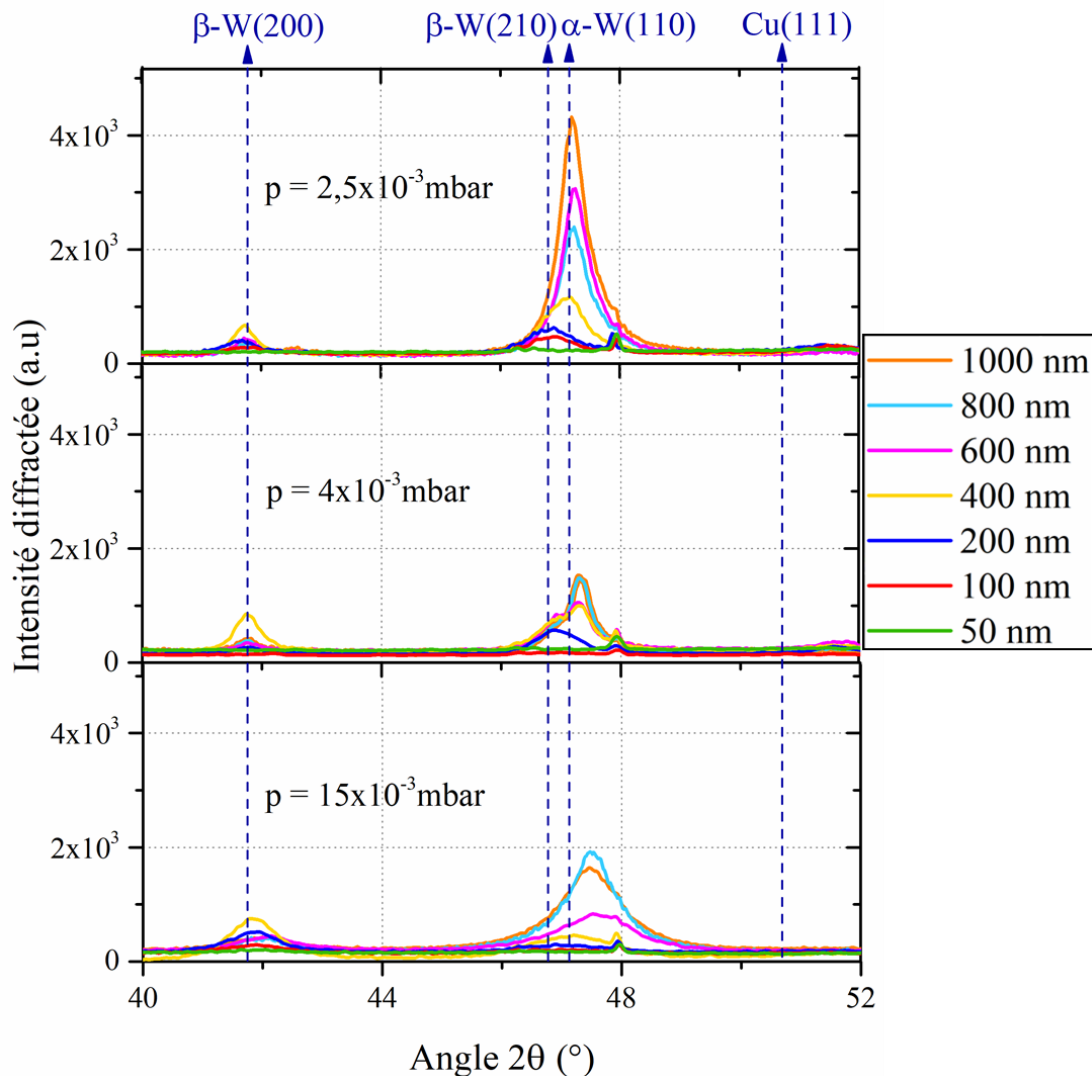 β-W(200) β-W(210) α-W(110) Cu(111)
4x10³
p = 2,5x10⁻³mbar
2x10³
0
4x10³
p = 4x10⁻³mbar
2x10³
0
4x10³
p = 15x10⁻³mbar
2x10³
0
40 44 48 52
Angle 2θ (°)
Intensité diffractée (a.u)
1000 nm
800 nm
600 nm
400 nm
200 nm
100 nm
50 nm